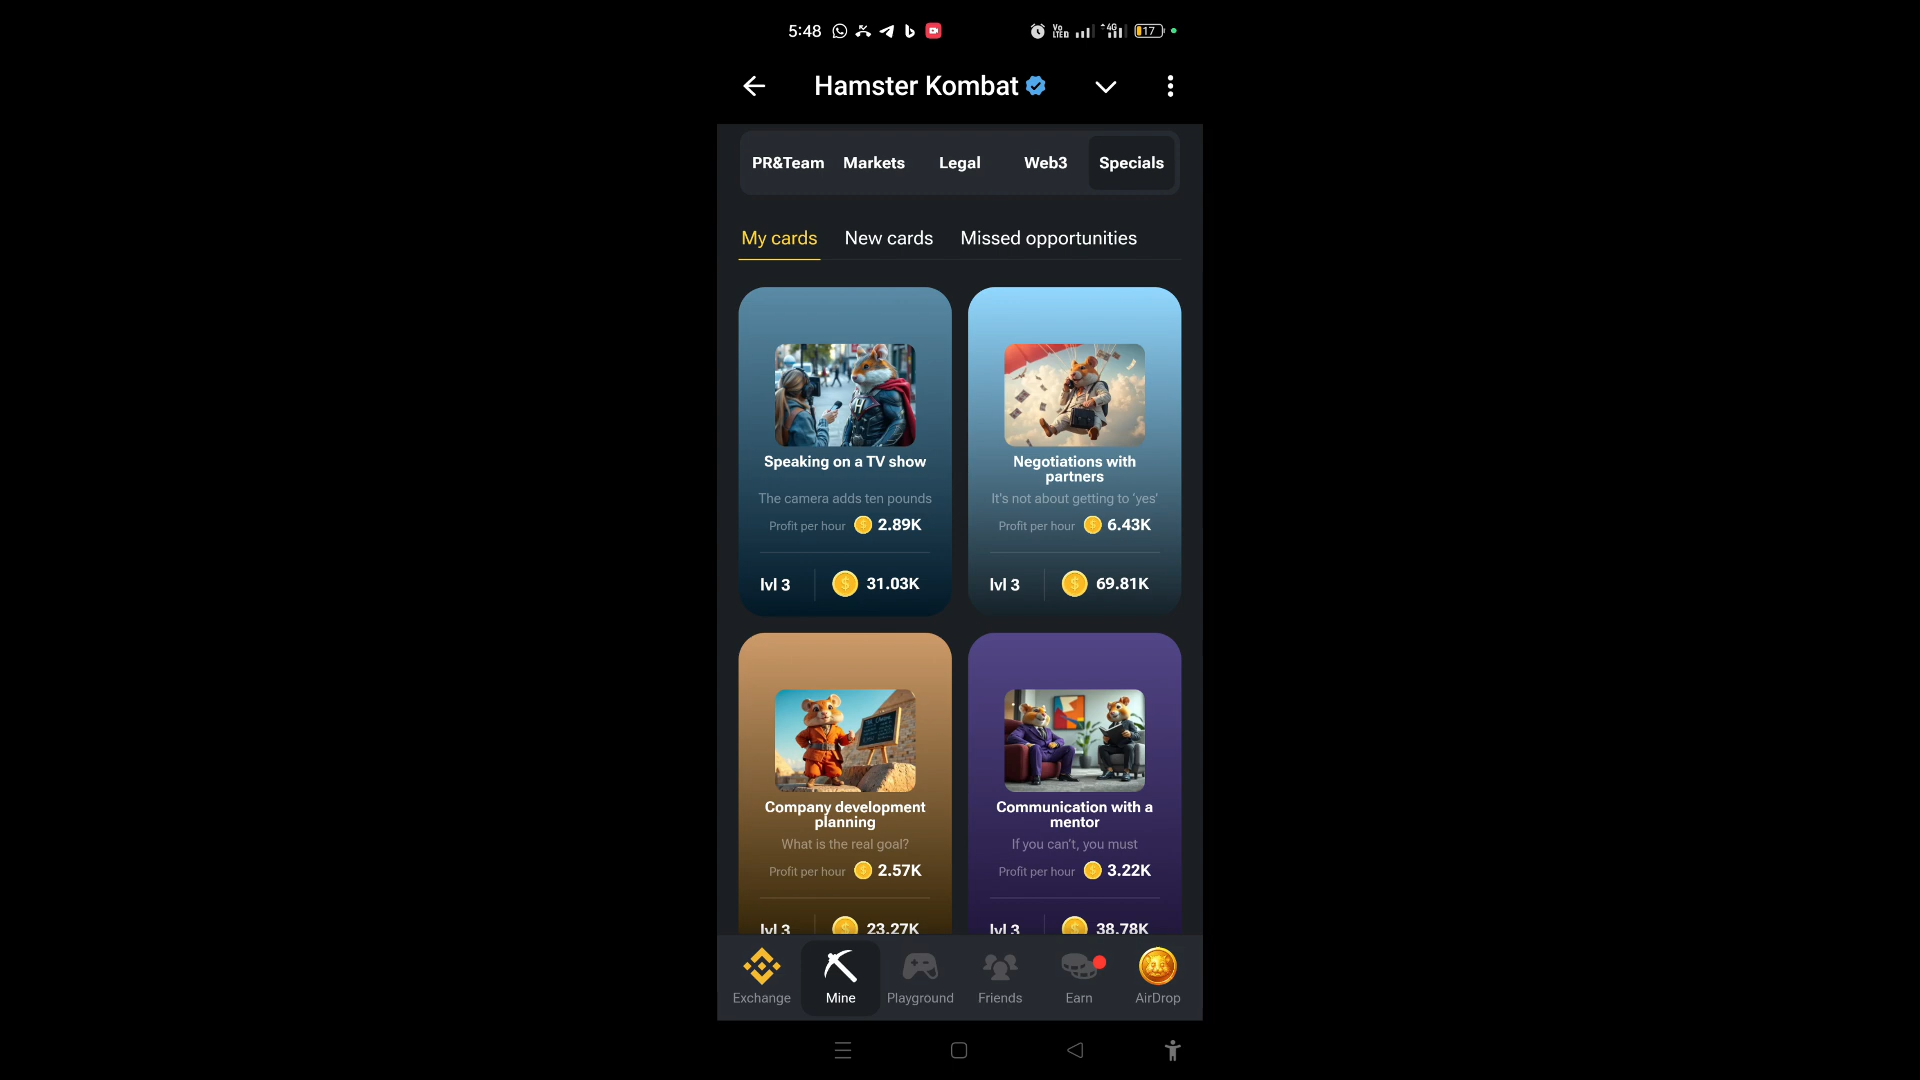 5:48 Vo LTED 4G 17
Hamster Kombat
PR&Team Markets Legal Web3 Specials
My cards New cards Missed opportunities
Speaking on a TV show
The camera adds ten pounds
Profit per hour 2.89K
lvl 3 31.03K
Negotiations with
partners
It's not about getting to 'yes'
Profit per hour 6.43K
lvl 3 69.81K
Company development
planning
What is the real goal?
Profit per hour 2.57K
lvl 3 23.27K
Communication with a
mentor
If you can't, you must
Profit per hour 3.22K
lvl 3 38.78K
Exchange Mine Playground Friends Earn AirDrop